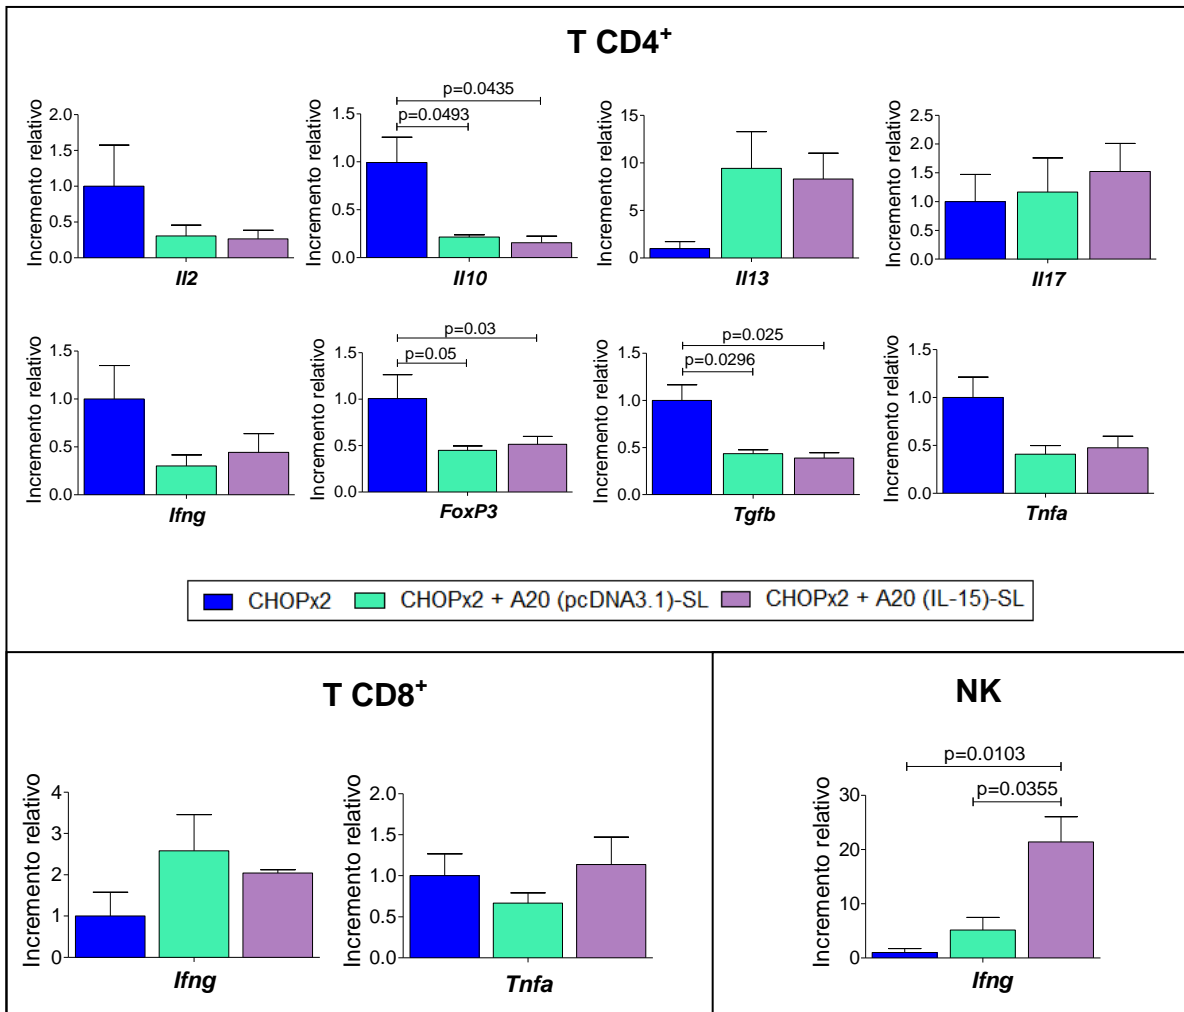 T CD4+
p=0.0435
p=0.0493
Incremento relativo
2.0
1.5
1.0
0.5
0.0
Il2
Incremento relativo
1.5
1.0
0.5
0.0
Il10
Incremento relativo
15
10
5
0
Il13
Incremento relativo
2.5
2.0
1.5
1.0
0.5
0.0
Il17
Incremento relativo
1.5
1.0
0.5
0.0
Ifng
p=0.03
p=0.05
Incremento relativo
1.5
1.0
0.5
0.0
FoxP3
p=0.025
p=0.0296
Incremento relativo
1.5
1.0
0.5
0.0
Tgfb
Incremento relativo
1.5
1.0
0.5
0.0
Tnfa
CHOPx2 CHOPx2 + A20 (pcDNA3.1)-SL CHOPx2 + A20 (IL-15)-SL
T CD8+
Incremento relativo
4
3
2
1
0
Ifng
Incremento relativo
2.0
1.5
1.0
0.5
0.0
Tnfa
NK
p=0.0103
p=0.0355
Incremento relativo
30
20
10
0
Ifng